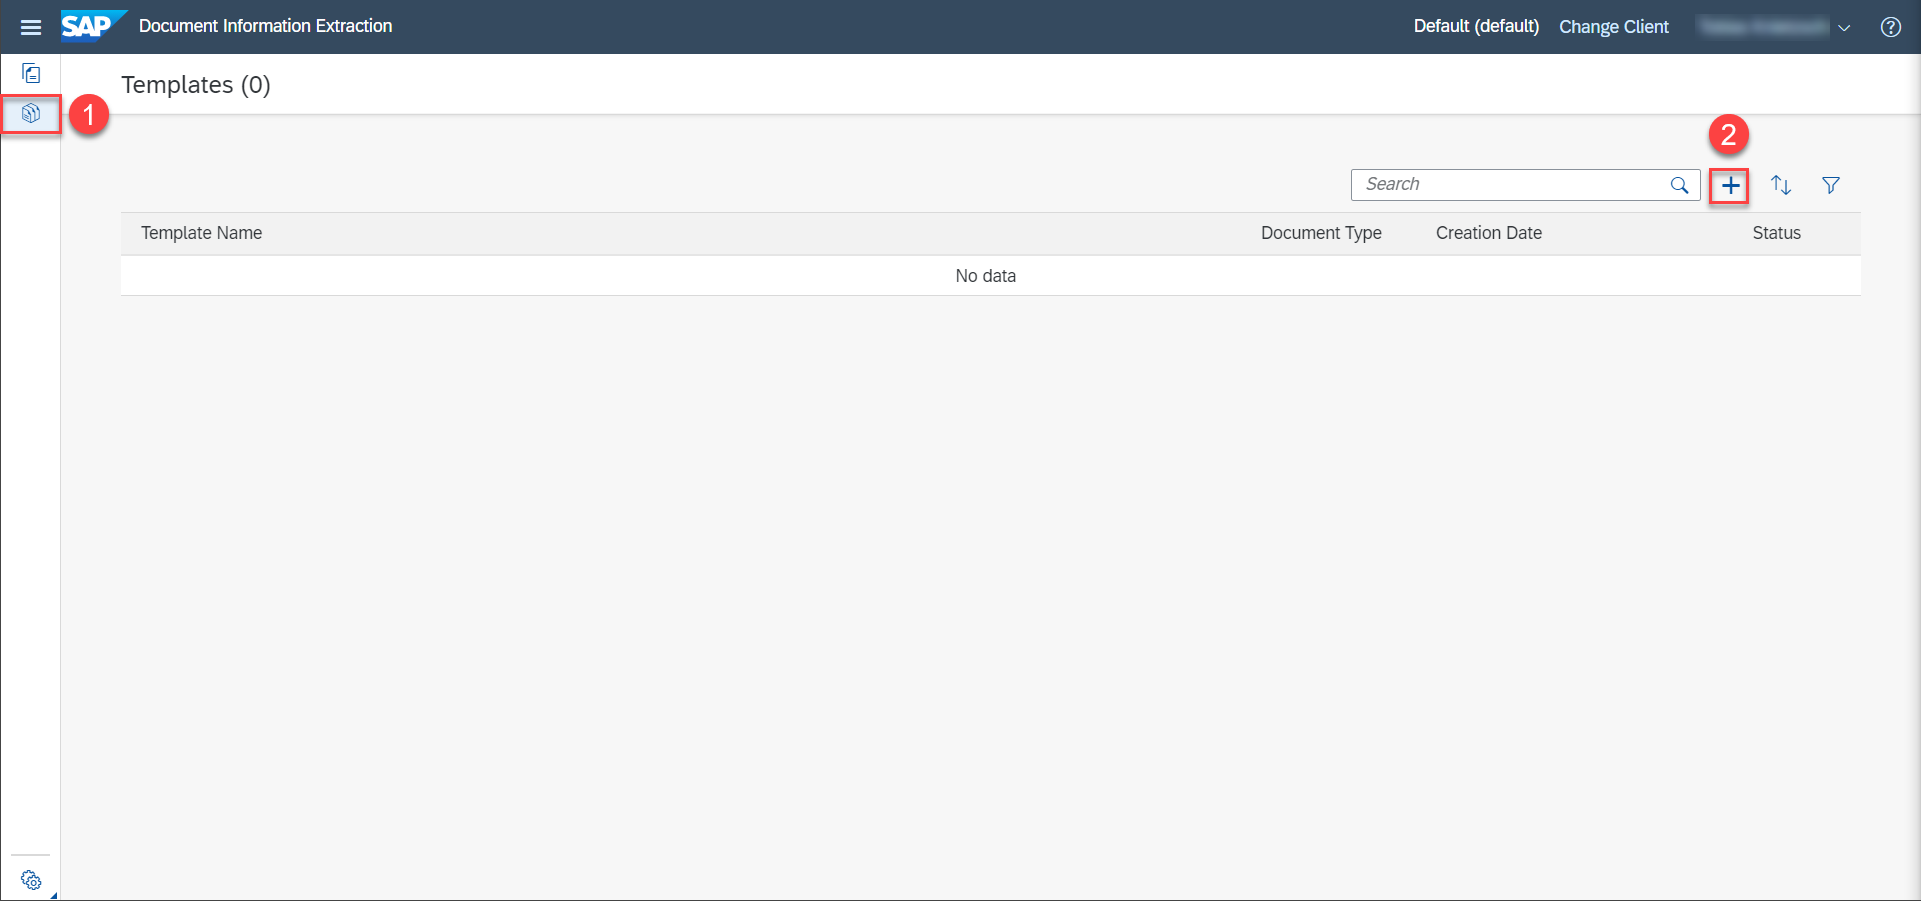 SAP Document Information Extraction Default (default) Change Client
Templates (0)
1
2
Search
Template Name Document Type Creation Date Status
No data